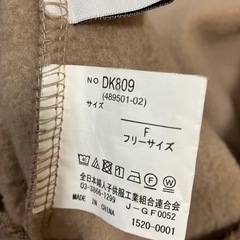 NO DK809
(489501-02)
サイズ
F
フリーサイズ
全日本婦人子供服工業組合連合会
03-3866-1299 J-GF0052
MADE IN CHINA
1520-0001